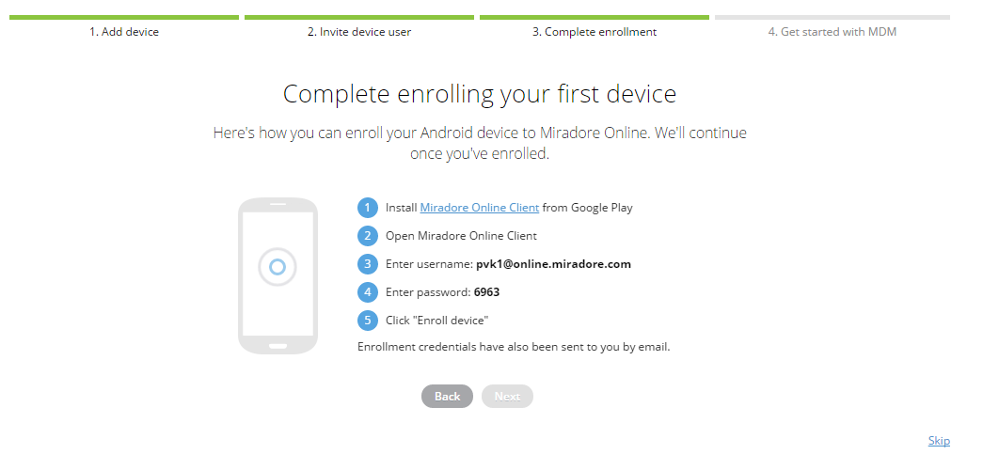 1. Add device
2. Invite device user
3. Complete enrollment
4. Get started with MDM
Complete enrolling your first device
Here's how you can enroll your Android device to Miradore Online. We'll continue
once you've enrolled.
1 Install Miradore Online Client from Google Play
2 Open Miradore Online Client
3 Enter username: pvk1@online.miradore.com
4 Enter password: 6963
5 Click "Enroll device"
Enrollment credentials have also been sent to you by email.
Back
Next
Skip